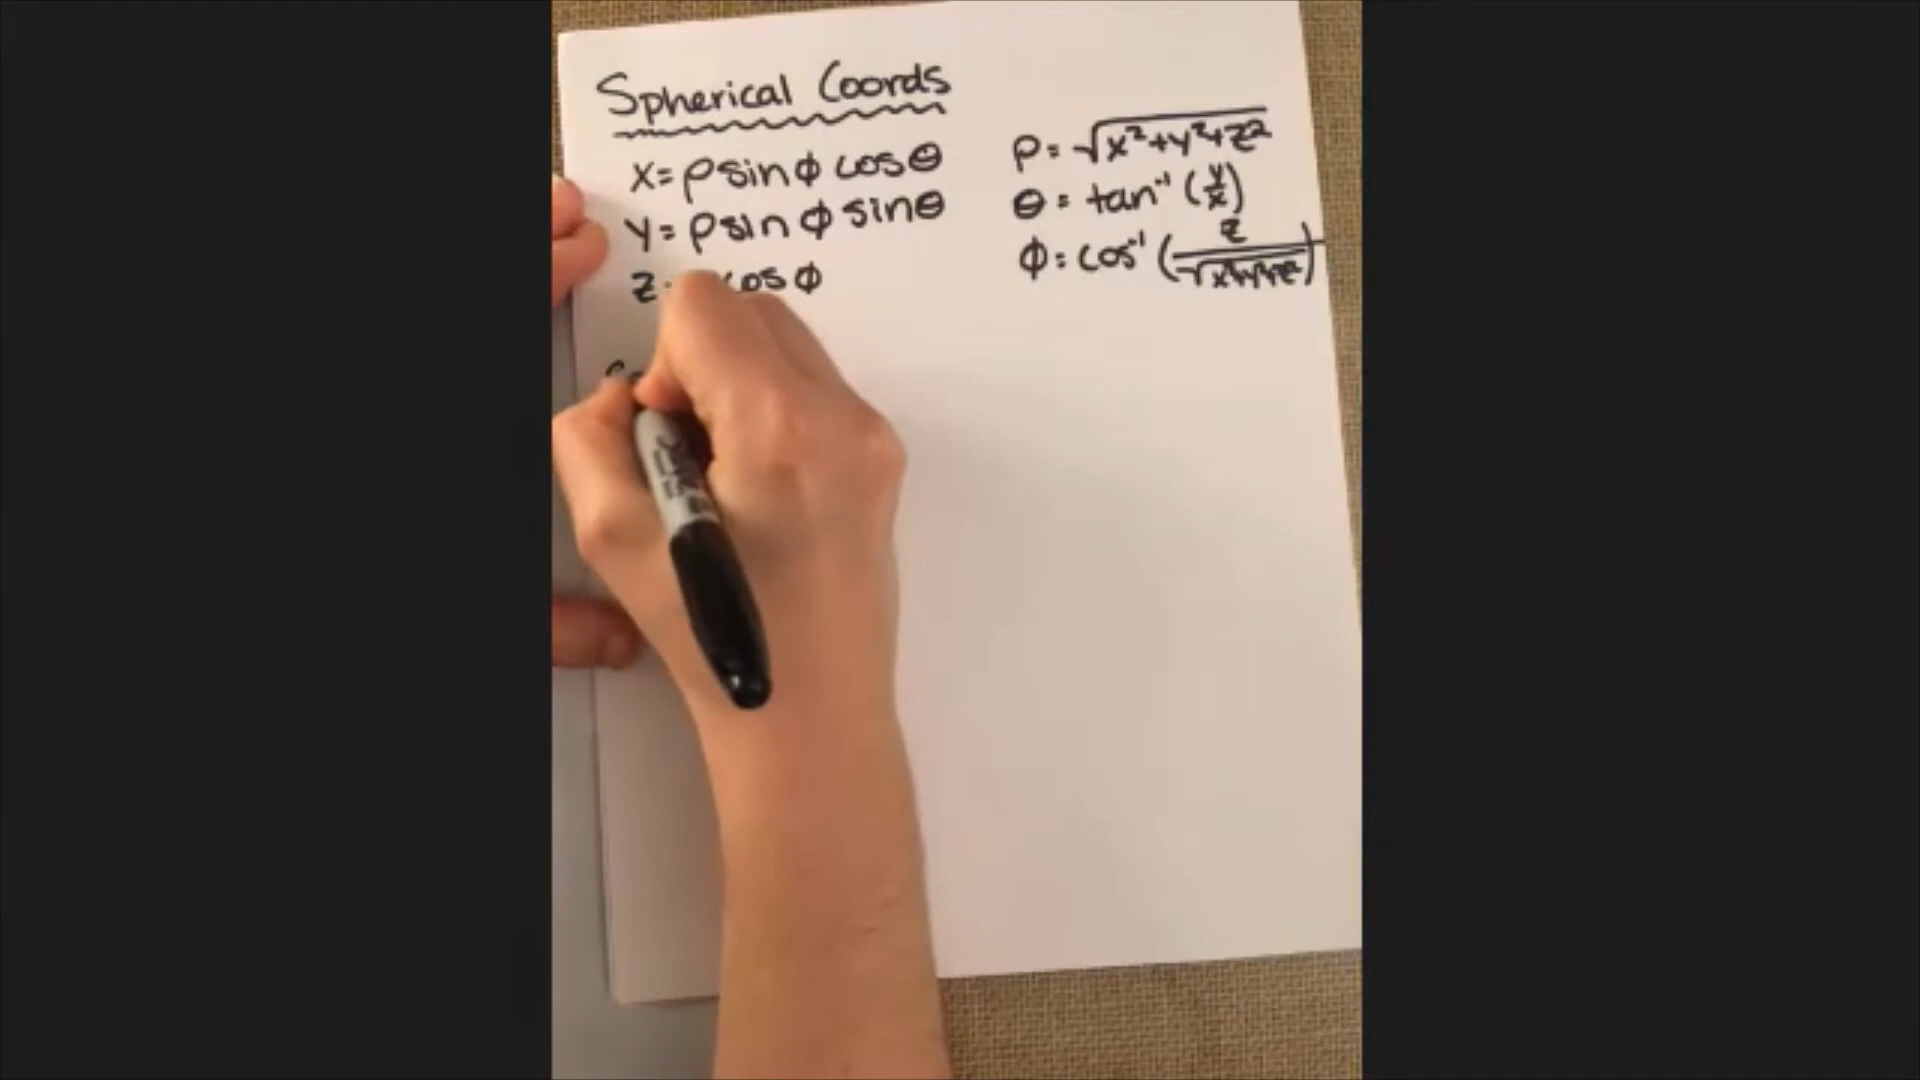 Spherical Coords
x = ρ sin φ cos θ
y = ρ sin φ sin θ
z = cos φ
ρ = √x²+y²+z²
θ = tan⁻¹ (y/x)
φ = cos⁻¹ (z/√x²+y²+z²)